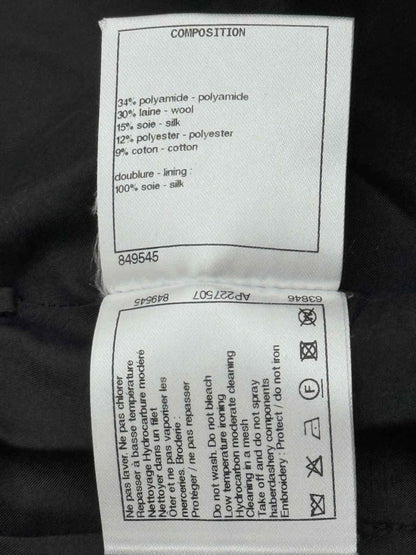 COMPOSITION
34% polyamide - polyamide
30% laine - wool
15% soie - silk
12% polyester - polyester
9% coton - cotton
doublure - lining :
100% soie - silk
849545
849545
AP227507
63846
Ne pas laver. Ne pas chlorer
Repasser à basse température
Nettoyage Hydrocarbure modéré
Nettoyer dans un filet
Oter et ne pas vaporiser les
merceries. Broderie :
Protéger / ne pas repasser
Do not wash. Do not bleach
Low temperature ironing
Hydrocarbon moderate cleaning
Cleaning in a mesh
Take off and do not spray
haberdashery components
Embroidery : Protect / do not iron
F